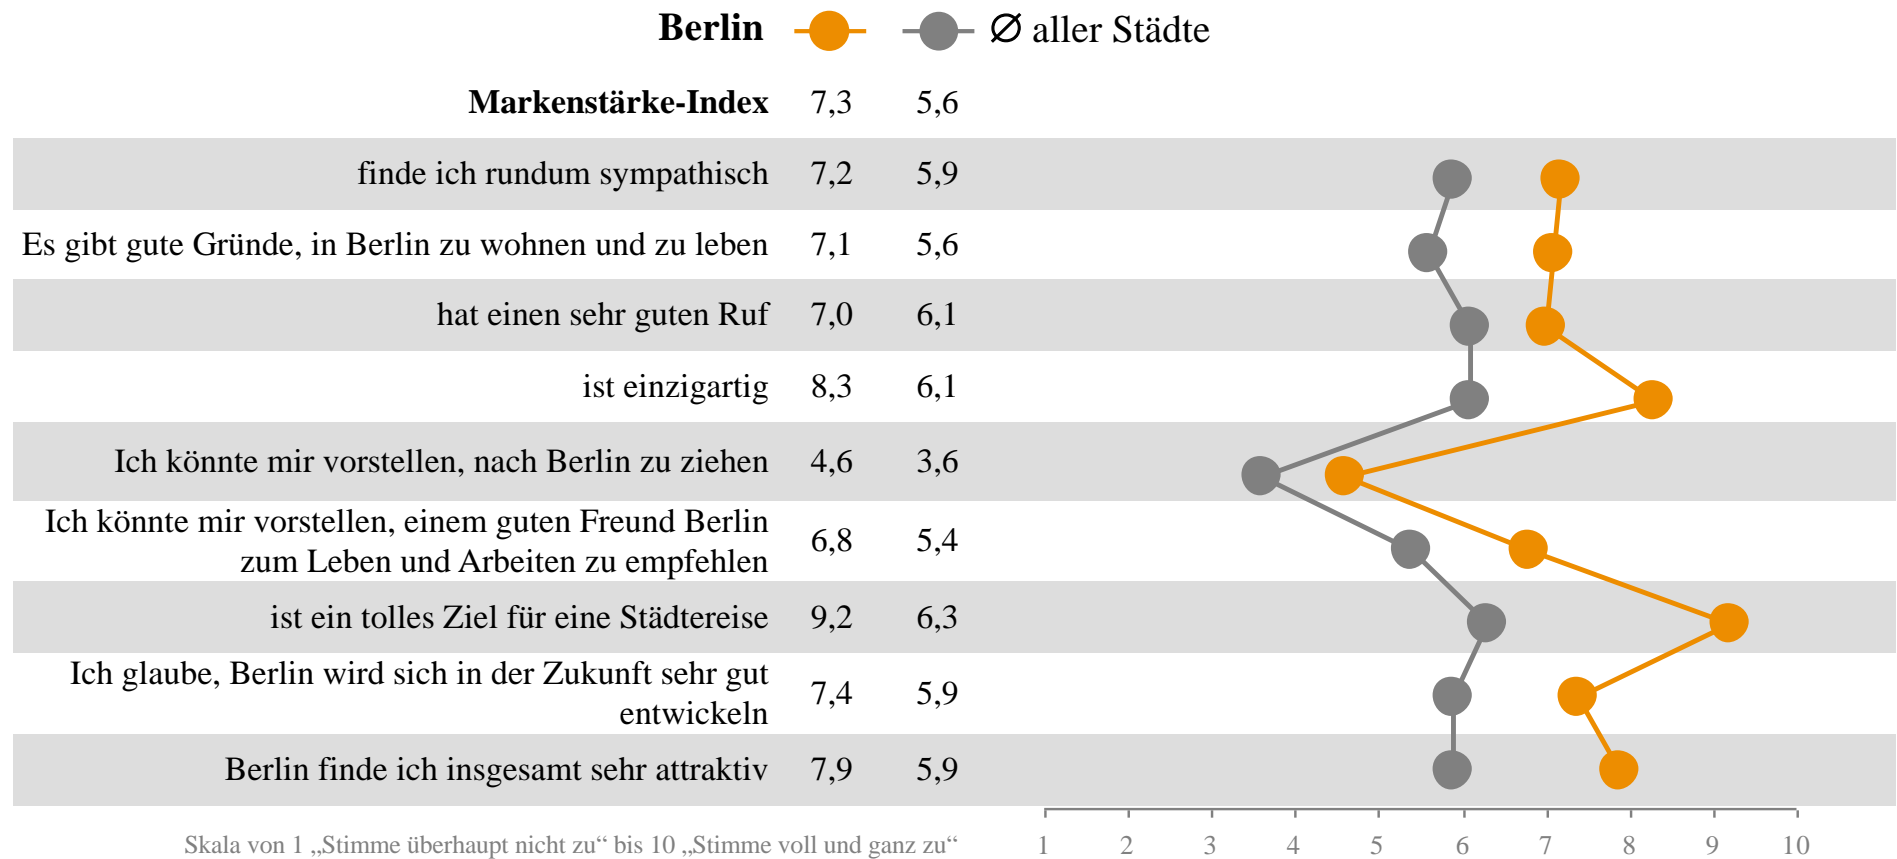 Berlin Ø aller Städte
Markenstärke-Index 7,3 5,6
finde ich rundum sympathisch 7,2 5,9
Es gibt gute Gründe, in Berlin zu wohnen und zu leben 7,1 5,6
hat einen sehr guten Ruf 7,0 6,1
ist einzigartig 8,3 6,1
Ich könnte mir vorstellen, nach Berlin zu ziehen 4,6 3,6
Ich könnte mir vorstellen, einem guten Freund Berlin
zum Leben und Arbeiten zu empfehlen 6,8 5,4
ist ein tolles Ziel für eine Städtereise 9,2 6,3
Ich glaube, Berlin wird sich in der Zukunft sehr gut
entwickeln 7,4 5,9
Berlin finde ich insgesamt sehr attraktiv 7,9 5,9
Skala von 1 „Stimme überhaupt nicht zu“ bis 10 „Stimme voll und ganz zu“ 1 2 3 4 5 6 7 8 9 10